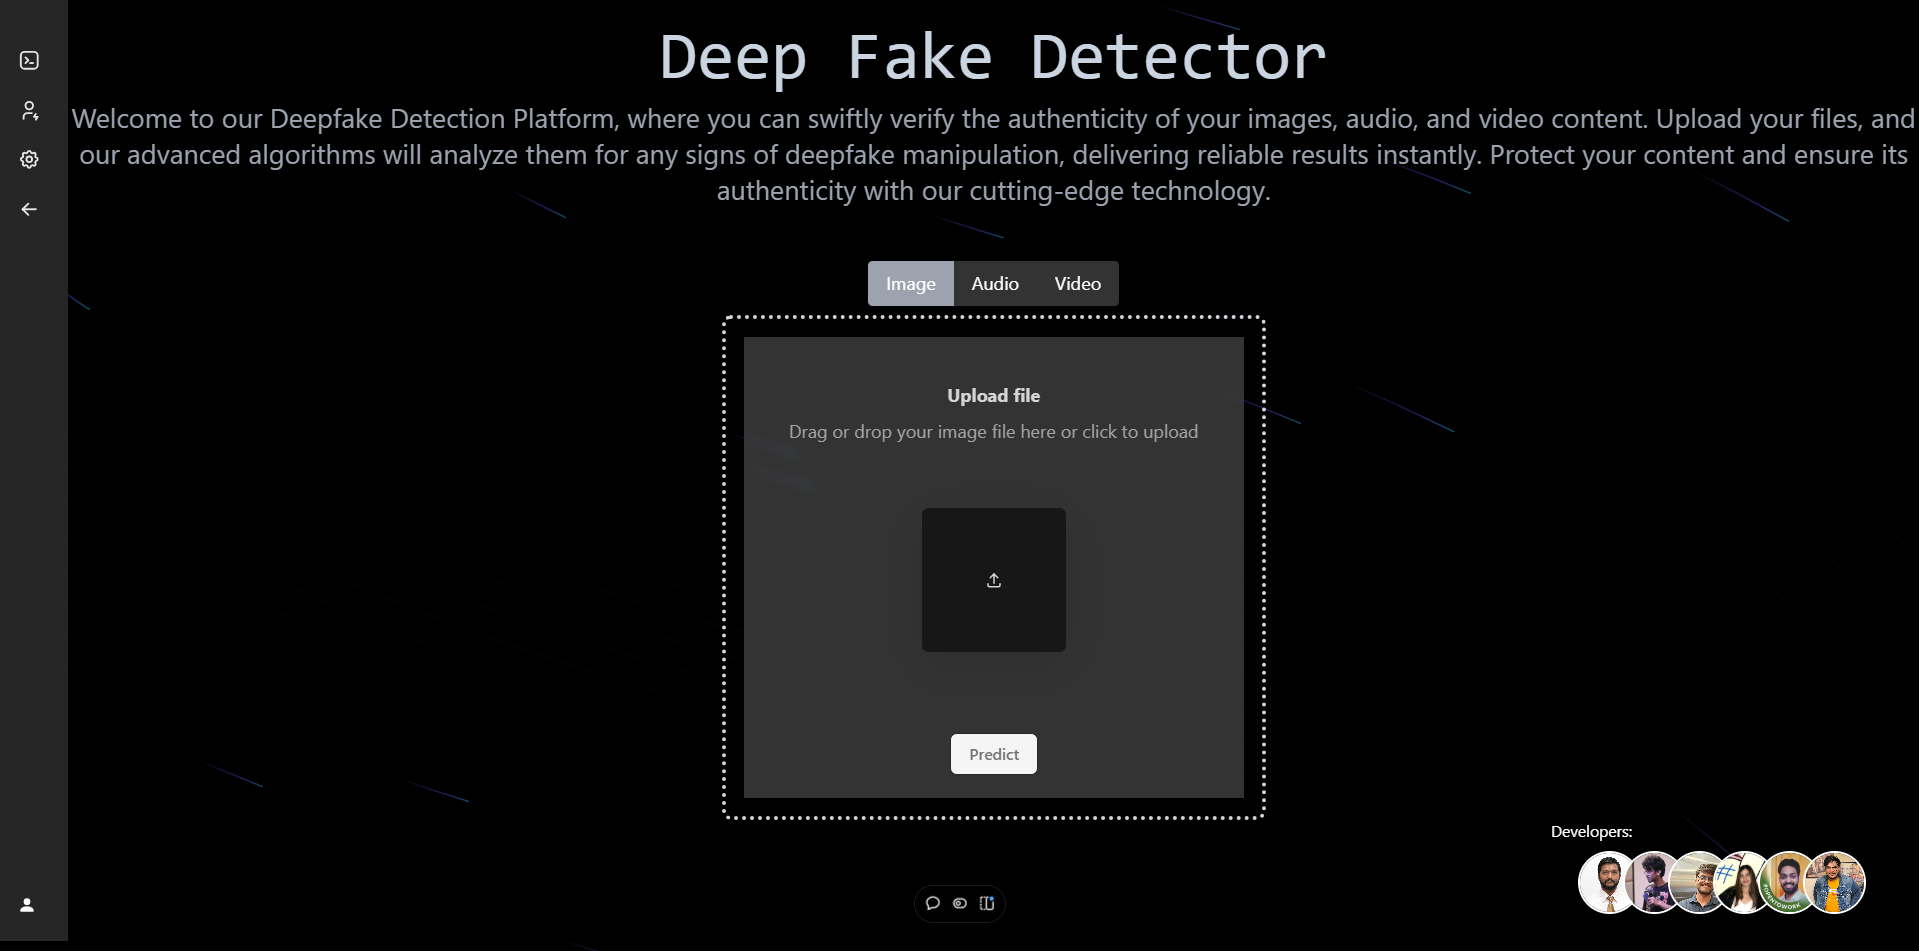 Deep Fake Detector
Welcome to our Deepfake Detection Platform, where you can swiftly verify the authenticity of your images, audio, and video content. Upload your files, and
our advanced algorithms will analyze them for any signs of deepfake manipulation, delivering reliable results instantly. Protect your content and ensure its
authenticity with our cutting-edge technology.
Image Audio Video
Upload file
Drag or drop your image file here or click to upload
Predict
Developers:
#
#OPENTOWORK